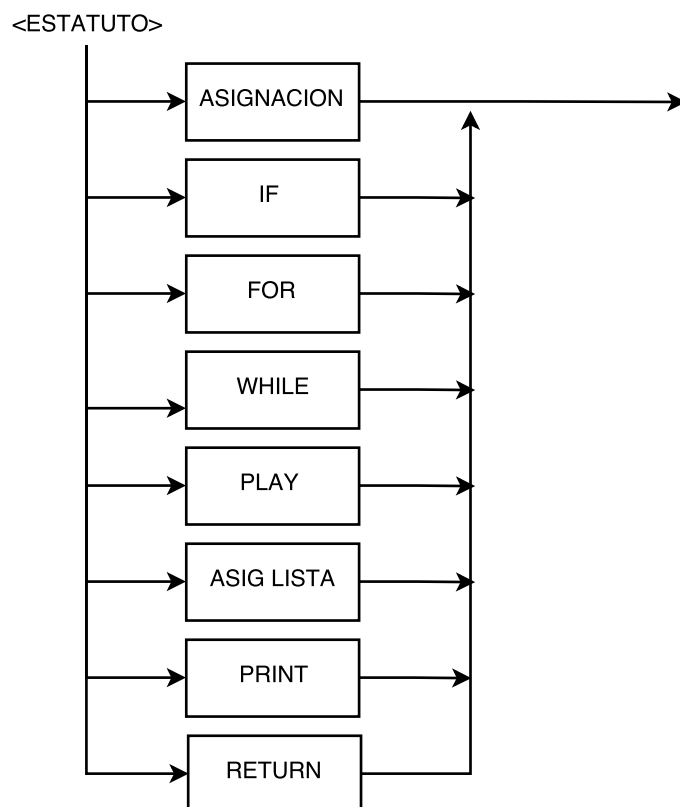 <ESTATUTO>
ASIGNACION
IF
FOR
WHILE
PLAY
ASIG LISTA
PRINT
RETURN